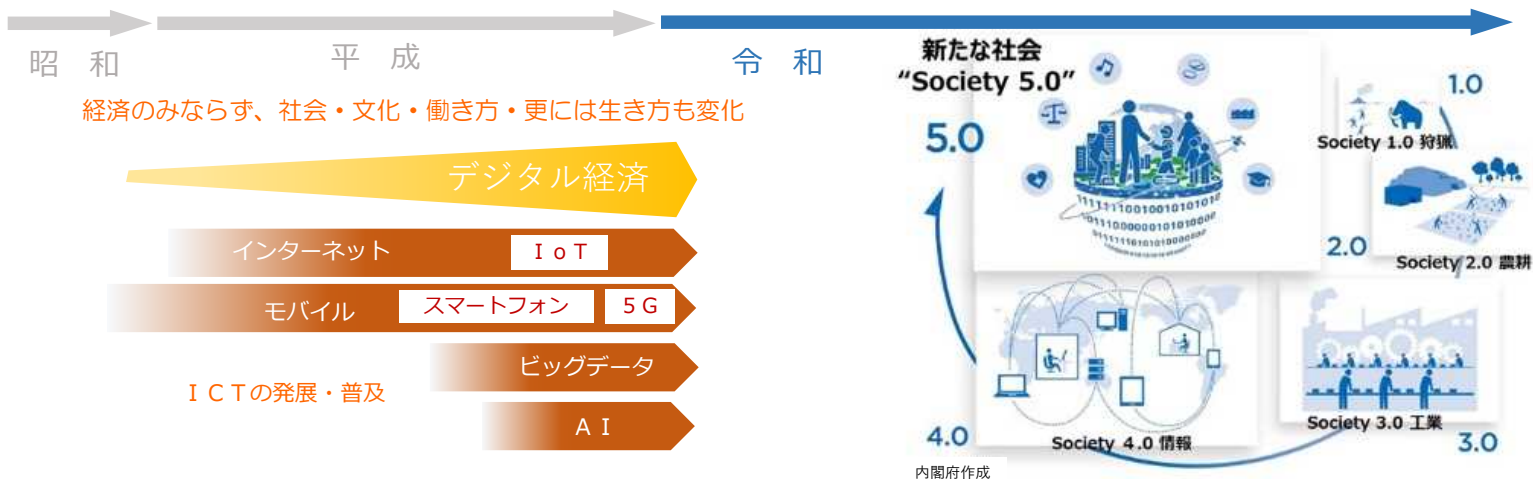 昭 和
平 成
令 和
経済のみならず、社会・文化・働き方・更には生き方も変化
デジタル経済
インターネット
ＩｏＴ
モバイル
スマートフォン
５Ｇ
ビッグデータ
ＩＣＴの発展・普及
ＡＩ
新たな社会
“Society 5.0”
5.0
1.0
Society 1.0 狩猟
2.0
Society 2.0 農耕
Society 3.0 工業
3.0
4.0
Society 4.0 情報
内閣府作成